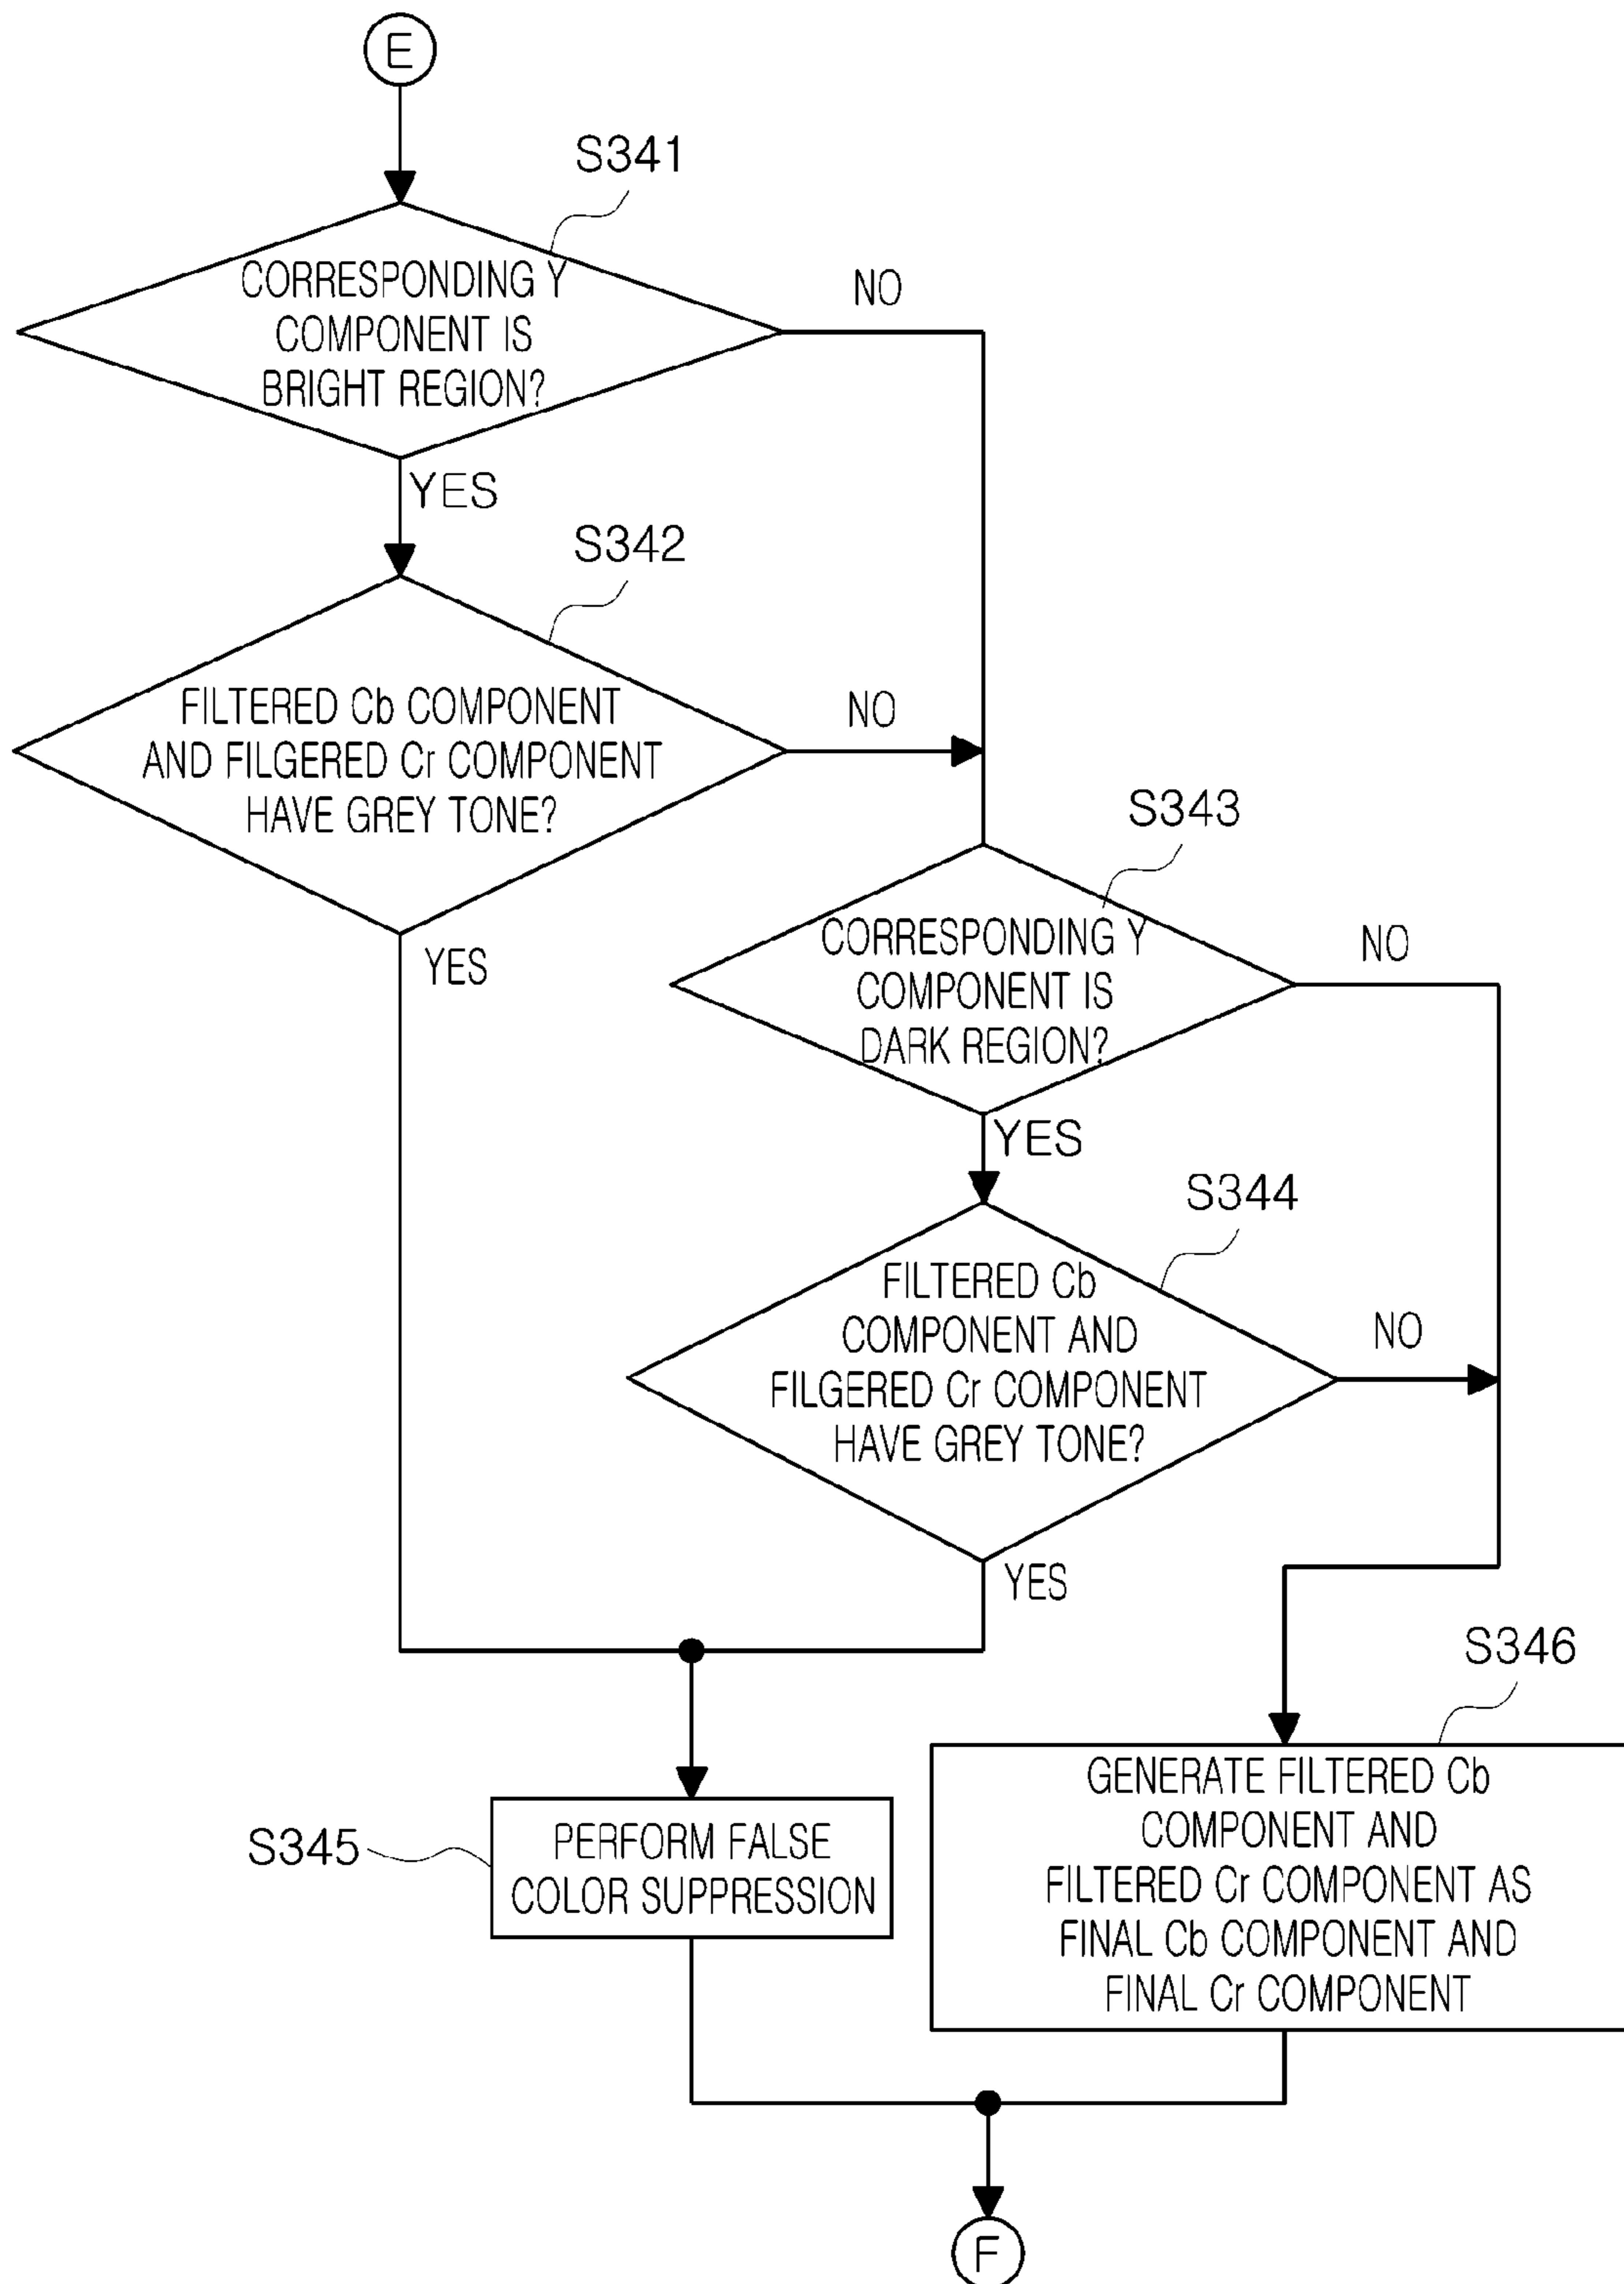 E
S341
CORRESPONDING Y
COMPONENT IS
BRIGHT REGION?
NO
YES
S342
FILTERED Cb COMPONENT
AND FILGERED Cr COMPONENT
HAVE GREY TONE?
NO
YES
S343
CORRESPONDING Y
COMPONENT IS
DARK REGION?
NO
YES
S344
FILTERED Cb
COMPONENT AND
FILGERED Cr COMPONENT
HAVE GREY TONE?
NO
YES
S345
PERFORM FALSE
COLOR SUPPRESSION
S346
GENERATE FILTERED Cb
COMPONENT AND
FILTERED Cr COMPONENT AS
FINAL Cb COMPONENT AND
FINAL Cr COMPONENT
F